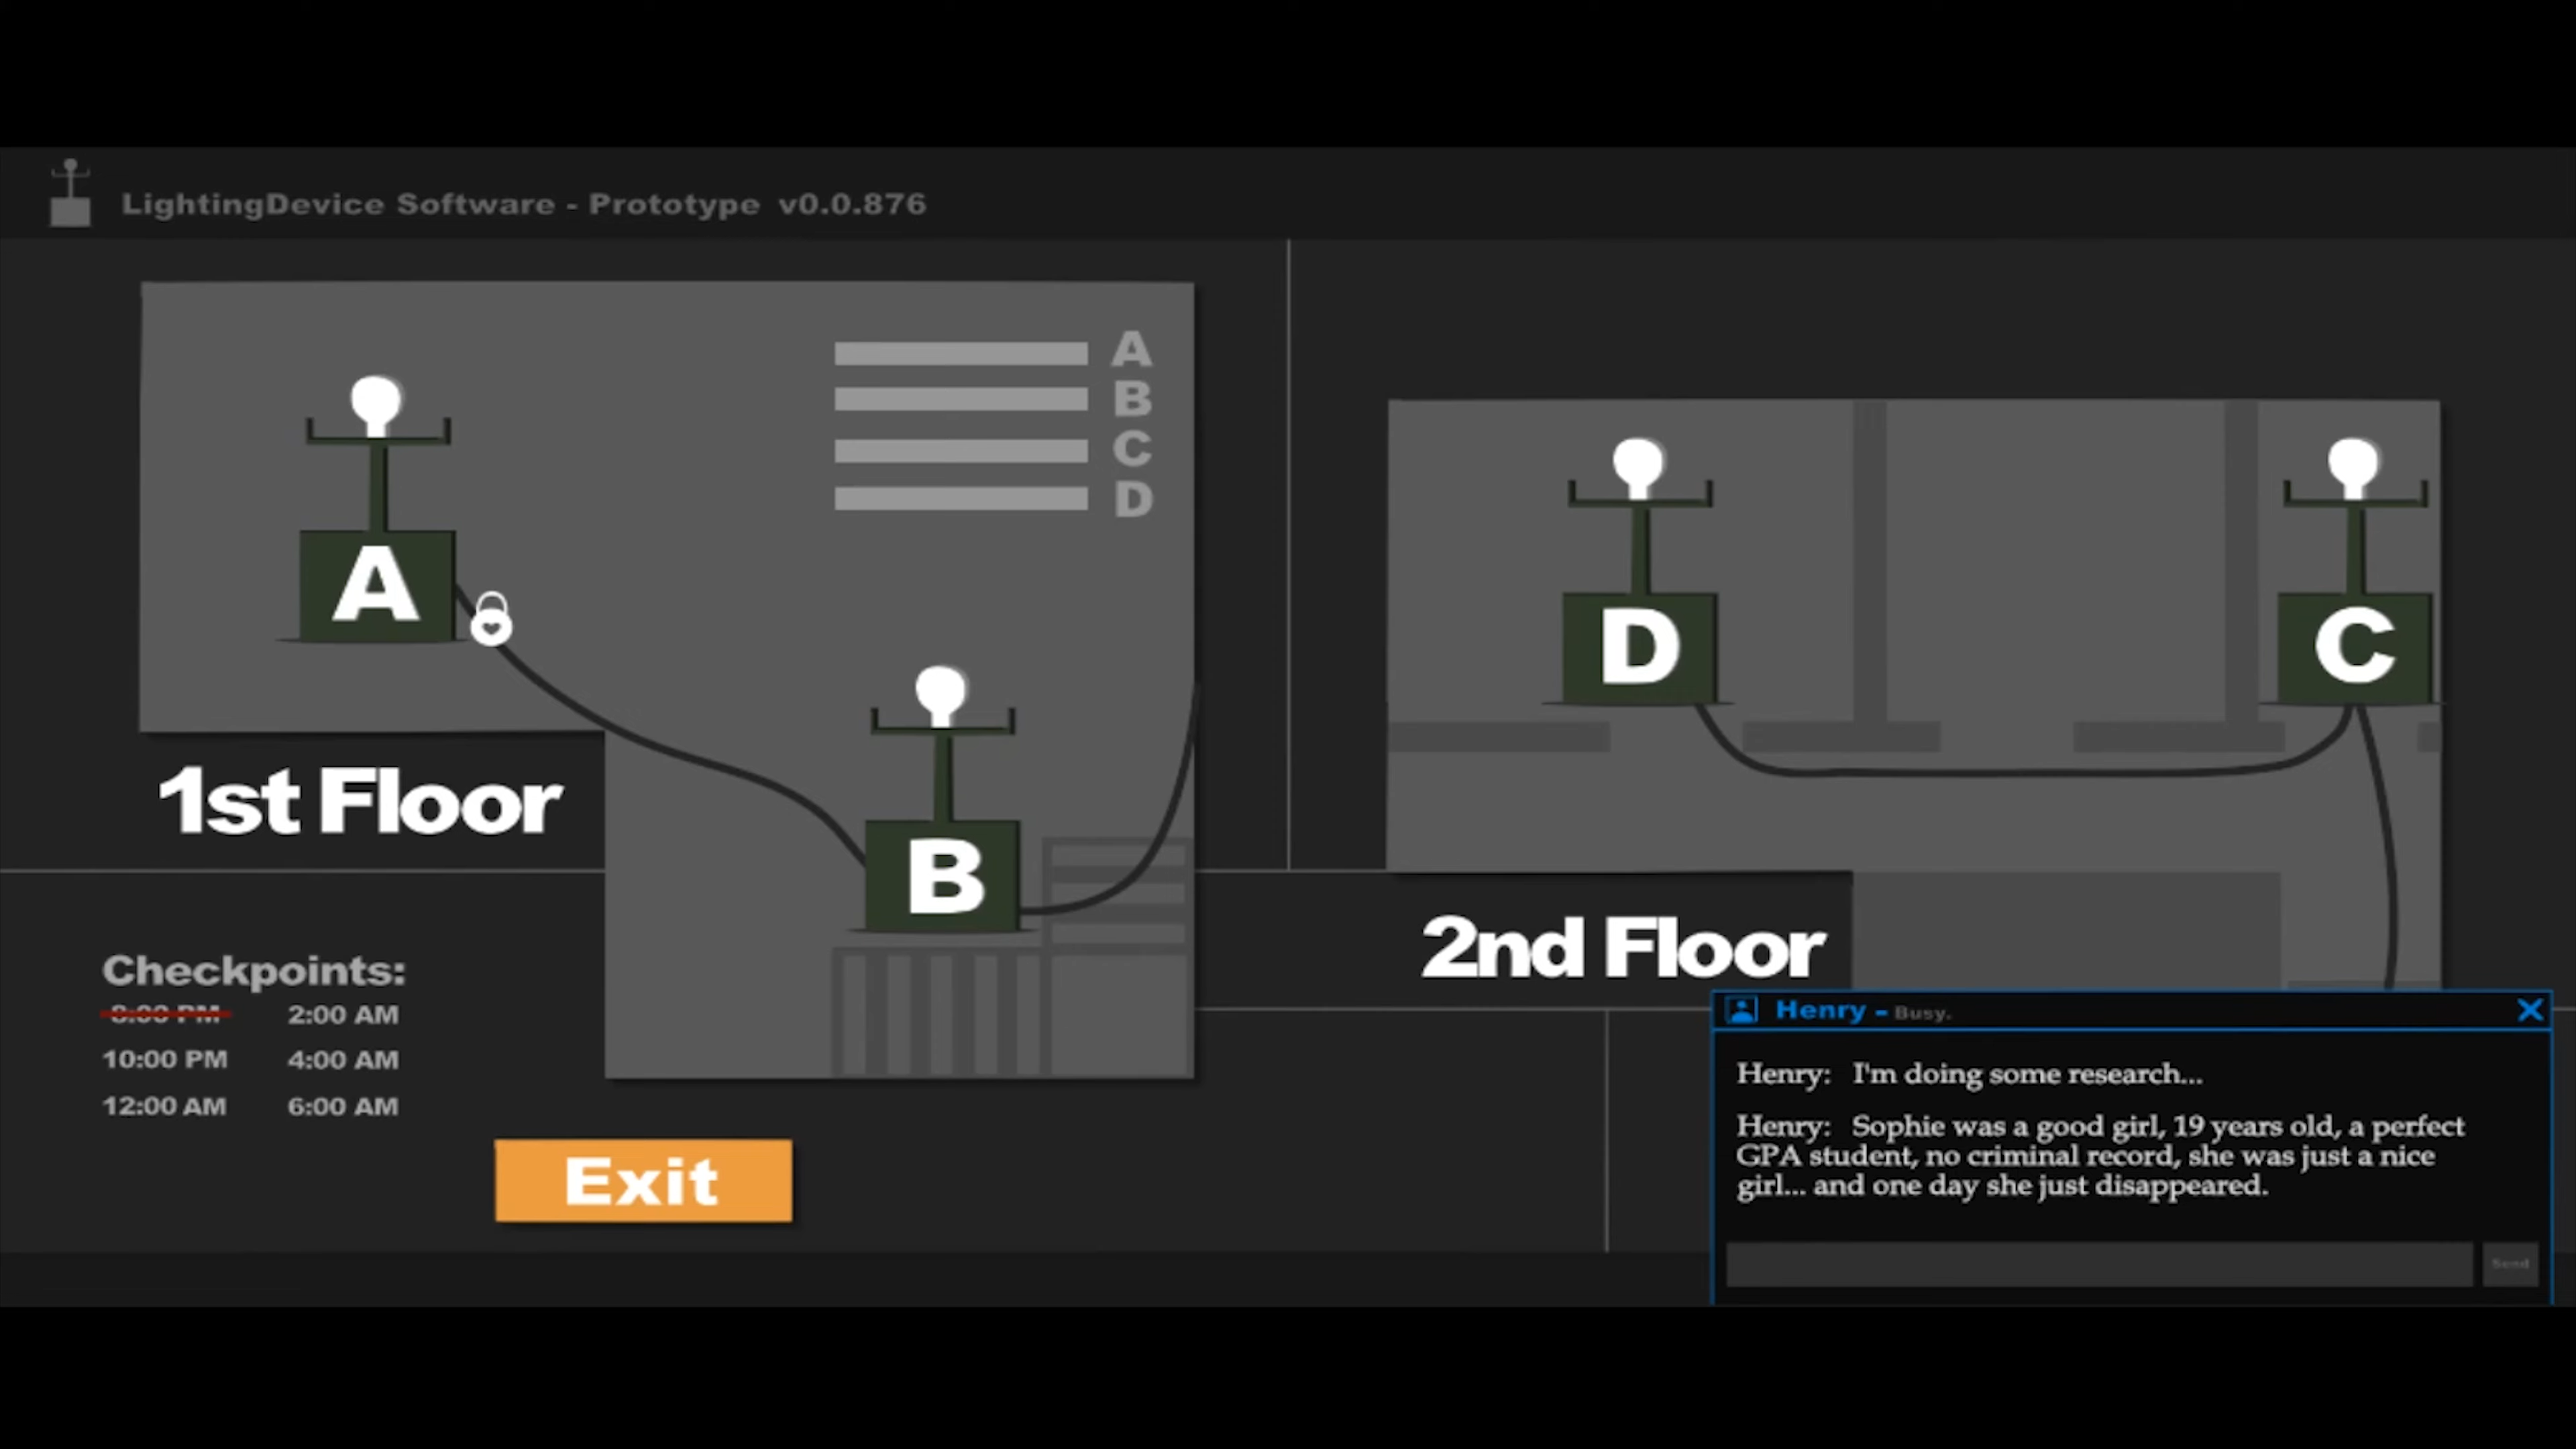 LightingDevice Software - Prototype v0.0.876
A
B
C
D
A
B
1st Floor
D
C
2nd Floor
Checkpoints:
8:00 PM
2:00 AM
10:00 PM
4:00 AM
12:00 AM
6:00 AM
Exit
Henry - Busy.
Henry: I'm doing some research...
Henry: Sophie was a good girl, 19 years old, a perfect
GPA student, no criminal record, she was just a nice
girl... and one day she just disappeared.
Send